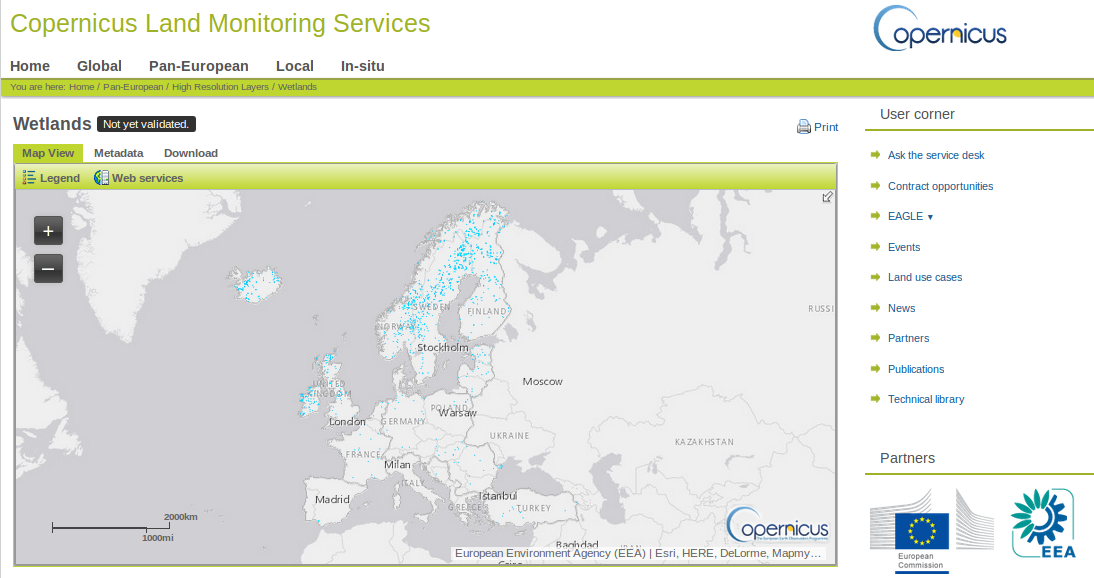 Copernicus Land Monitoring Services
Copernicus
Home Global Pan-European Local In-situ
You are here: Home / Pan-European / High Resolution Layers / Wetlands
Wetlands Not yet validated.
Print
Map View Metadata Download
Legend Web services
+
−
RUSSI
SWEDEN
FINLAND
NORWAY
Stockholm
Moscow
UNITED
KINGDOM
London
POLAND
Warsaw
GERMANY
UKRAINE
KAZAKHSTAN
FRANCE
Milan
ITALY
Madrid
Istanbul
GREECE
TURKEY
Baghdad
IRAN
Cairo
2000km
1000mi
Copernicus
European Environment Agency (EEA) | Esri, HERE, DeLorme, Mapmy…
User corner
Ask the service desk
Contract opportunities
EAGLE ▼
Events
Land use cases
News
Partners
Publications
Technical library
Partners
European
Commission
EEA